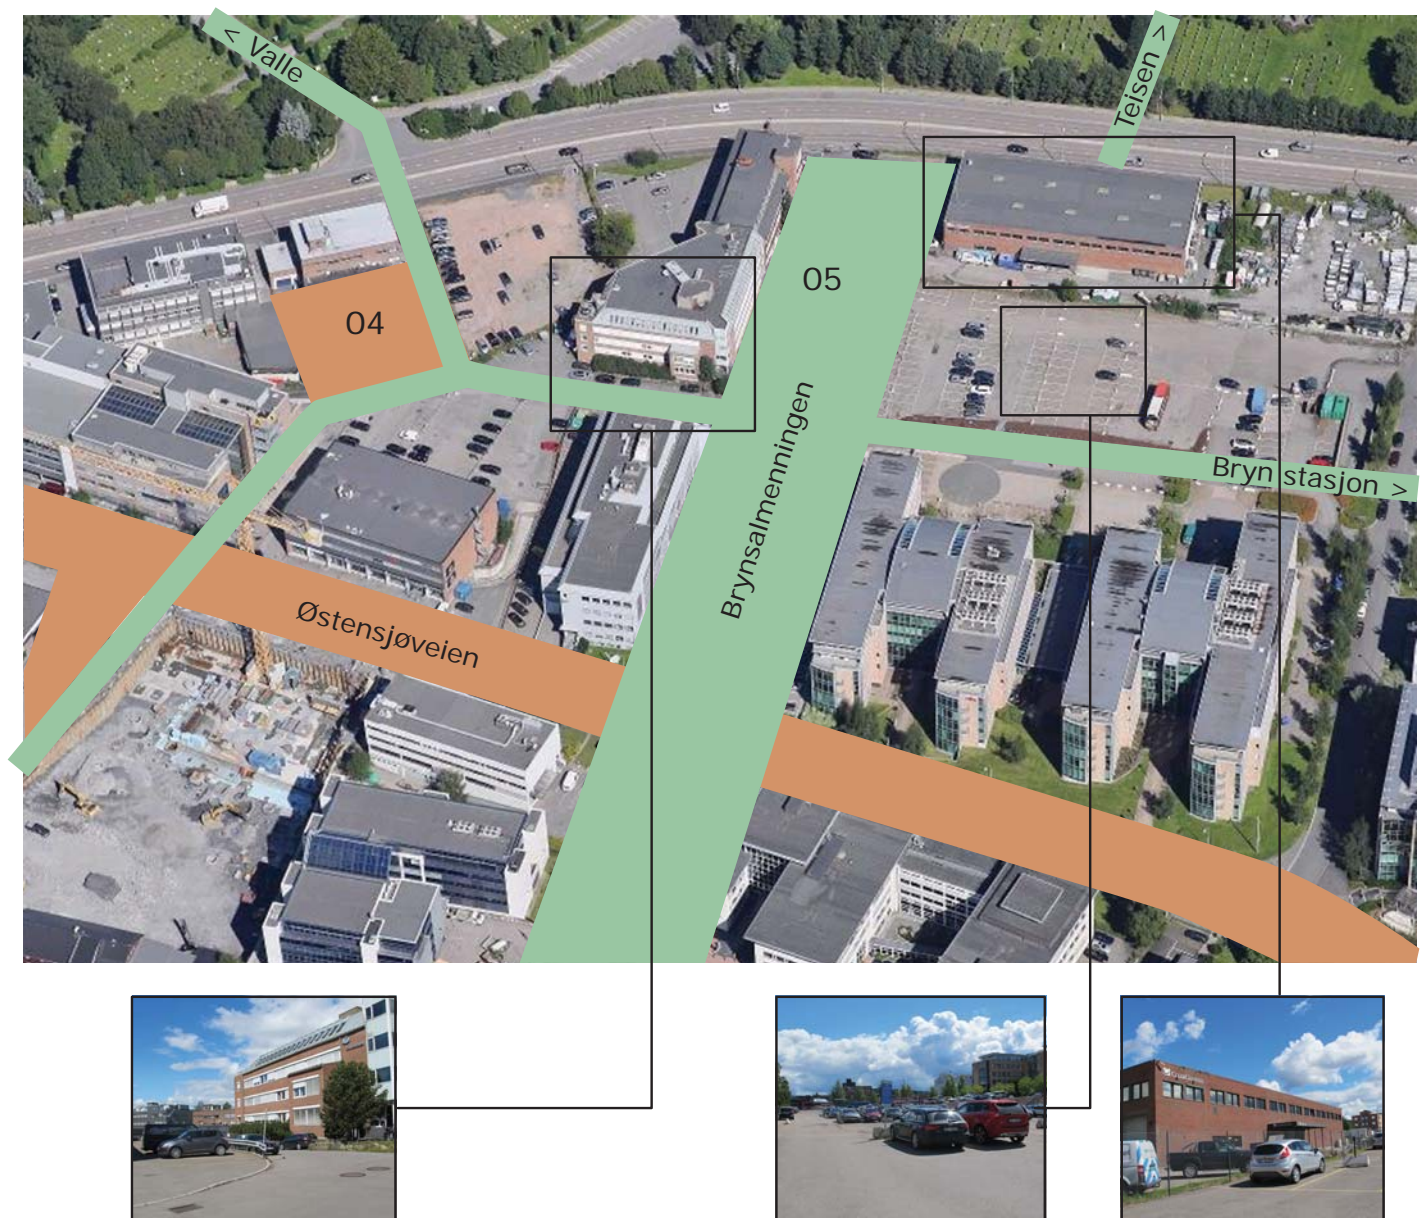 < Valle
Teisen >
05
04
Brynsalmenningen
Bryn stasjon >
Østensjøveien